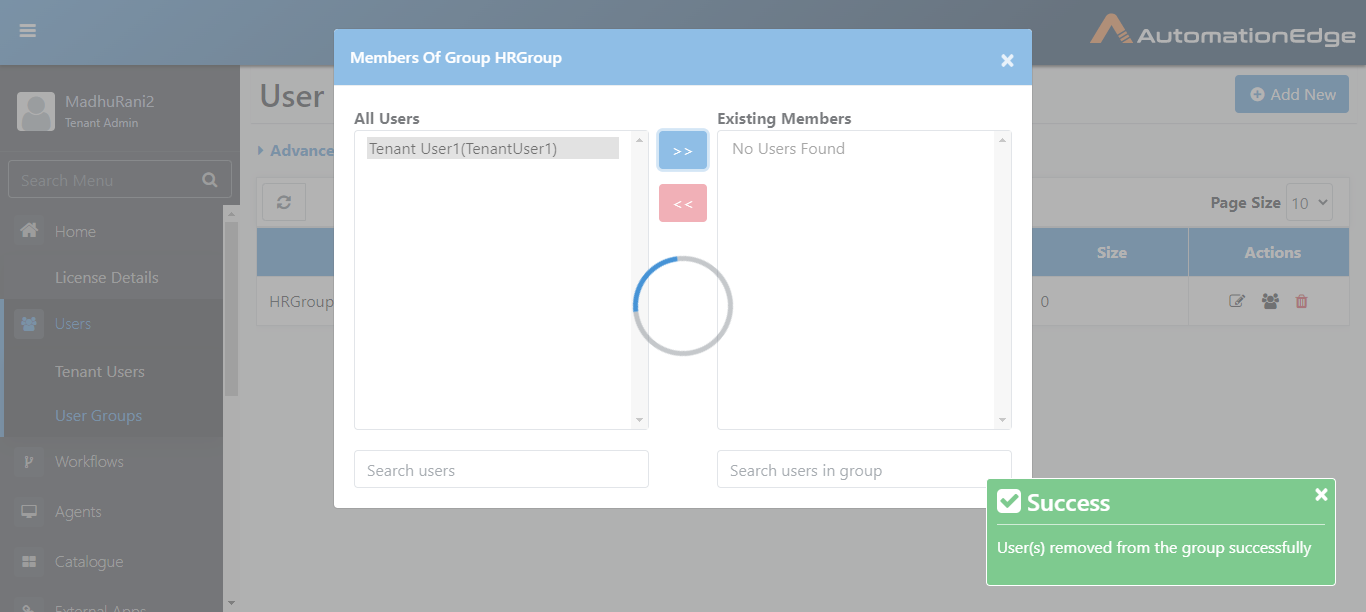 AutomationEdge
Members Of Group HRGroup
×
MadhuRani2
Tenant Admin
User
Add New
All Users
Existing Members
Tenant User1(TenantUser1)
>>
No Users Found
Advance
Search Menu
<<
Page Size 10
Home
Size
Actions
License Details
HRGroup
0
Users
Tenant Users
User Groups
Workflows
Search users
Search users in group
Success
×
Agents
User(s) removed from the group successfully
Catalogue
External Apps